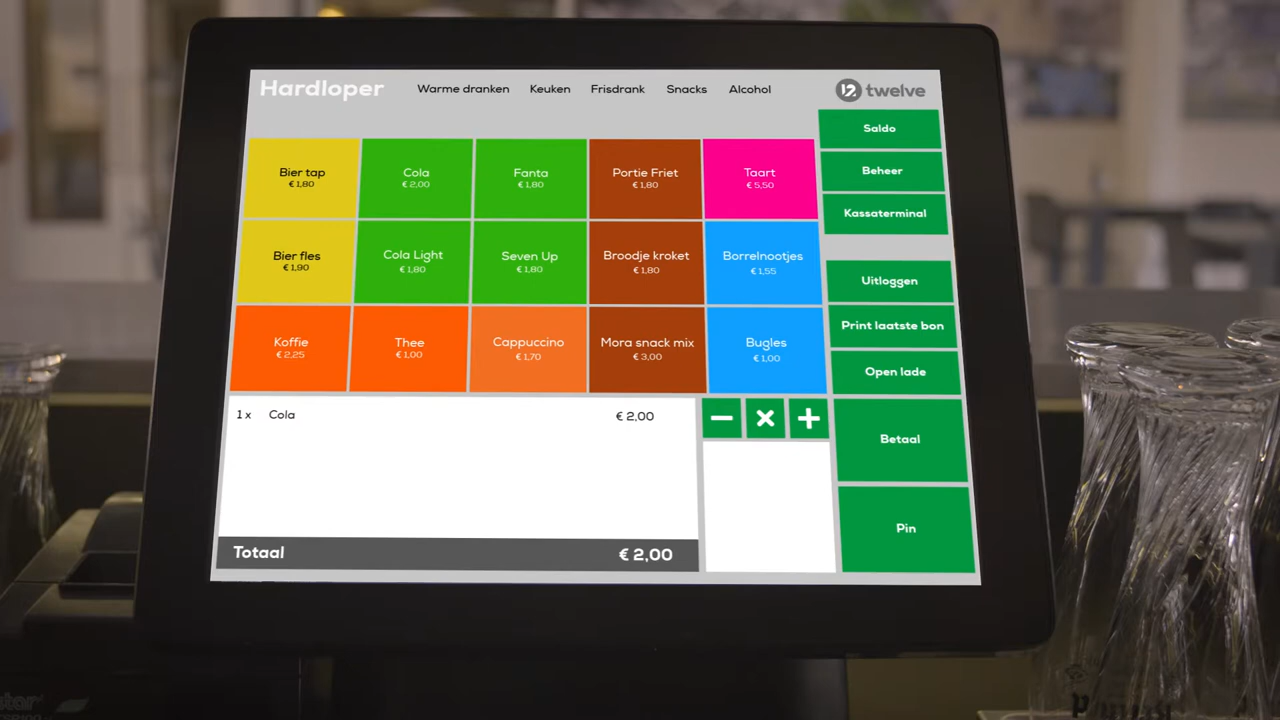 Hardloper
Warme dranken Keuken Frisdrank Snacks Alcohol
12 twelve
Bier tap
€ 1,80
Cola
€ 2,00
Fanta
€ 1,80
Portie Friet
€ 1,80
Taart
€ 5,50
Bier fles
€ 1,90
Cola Light
€ 1,80
Seven Up
€ 1,80
Broodje kroket
€ 1,80
Borrelnootjes
€ 1,55
Koffie
€ 2,25
Thee
€ 1,00
Cappuccino
€ 1,70
Mora snack mix
€ 3,00
Bugles
€ 1,00
Saldo
Beheer
Kassaterminal
Uitloggen
Print laatste bon
Open lade
Betaal
Pin
1 x Cola € 2,00
Totaal € 2,00